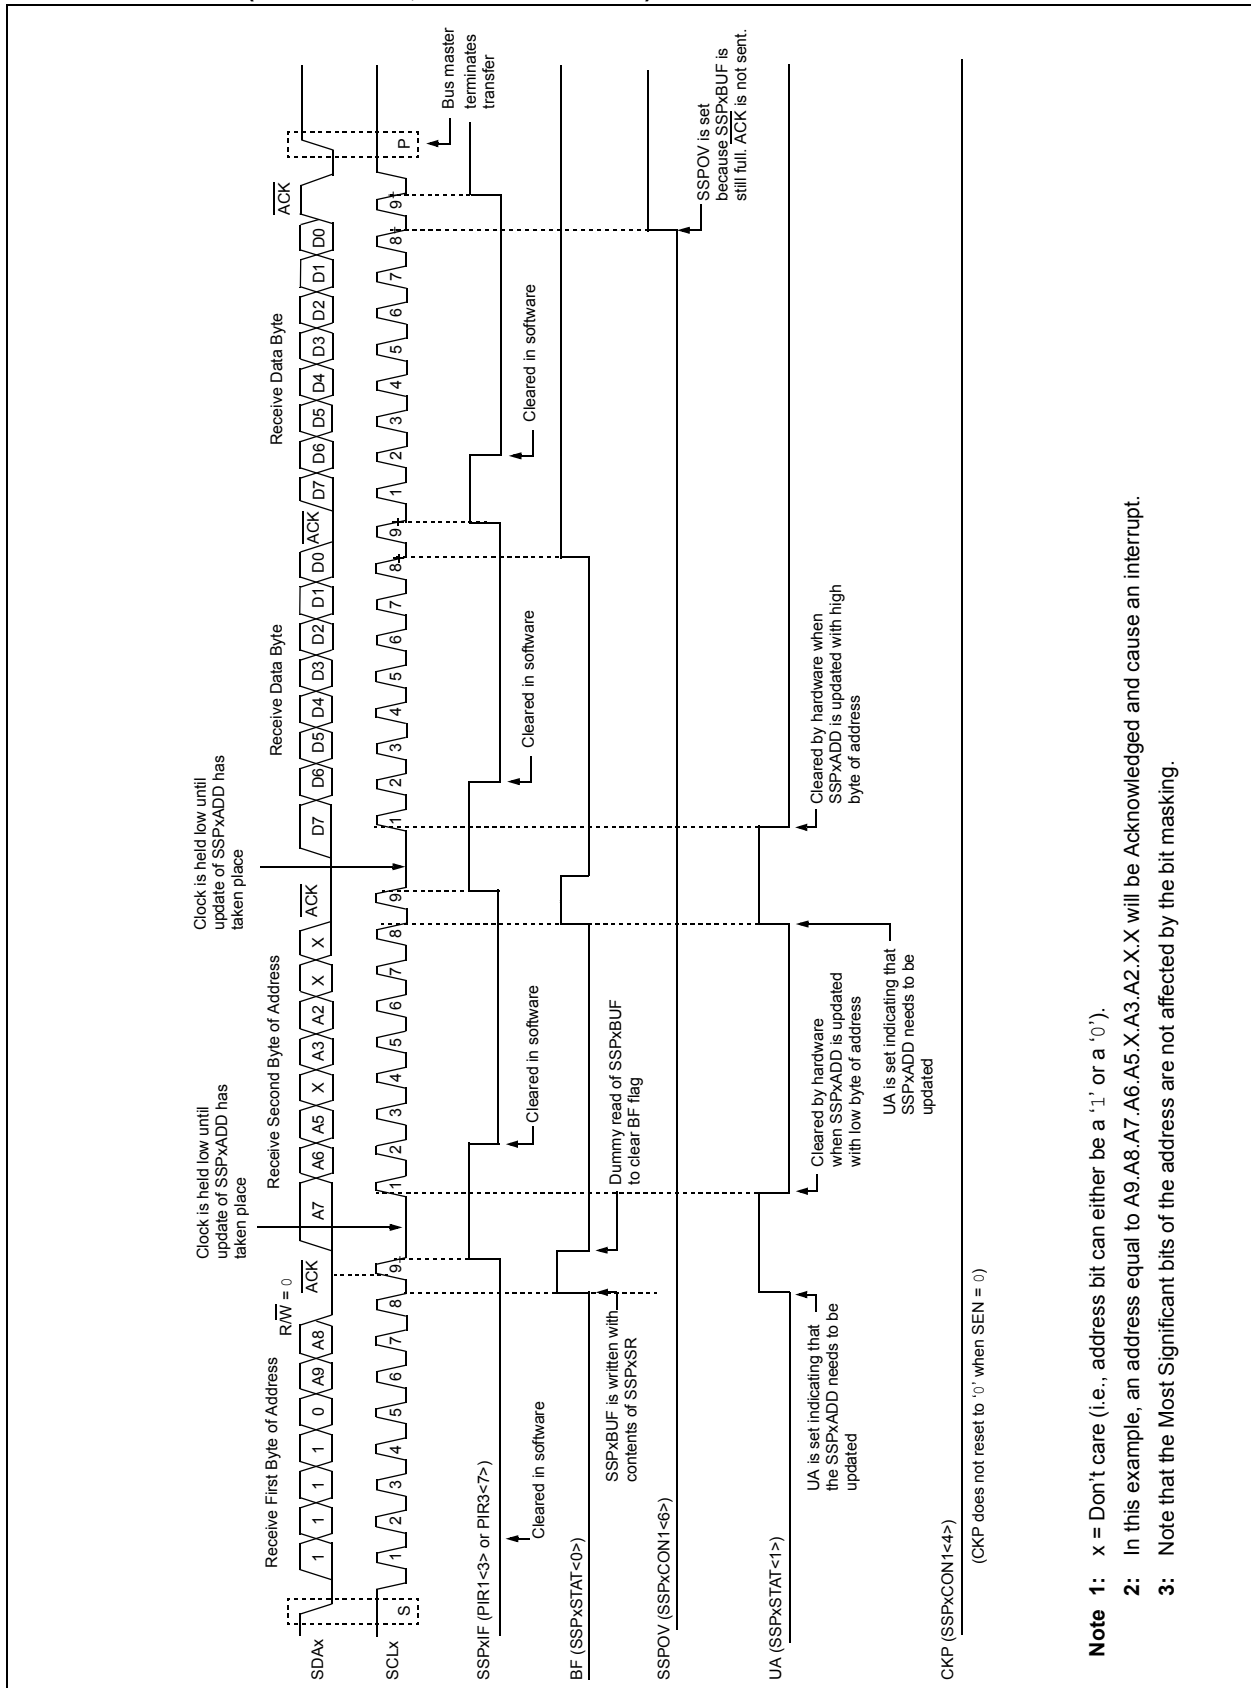 Receive First Byte of Address
R/W = 0
ACK
Clock is held low until
update of SSPxADD has
taken place
Receive Second Byte of Address
ACK
Clock is held low until
update of SSPxADD has
taken place
Receive Data Byte
ACK
Receive Data Byte
ACK
SDAx
1 1 1 1 0 A9 A8 A7 A6 A5 X A3 A2 X X D7 D6 D5 D4 D3 D2 D1 D0 D7 D6 D5 D4 D3 D2 D1 D0
SCLx
S 1 2 3 4 5 6 7 8 9 1 2 3 4 5 6 7 8 9 1 2 3 4 5 6 7 8 9 1 2 3 4 5 6 7 8 9 P
Bus master
terminates
transfer
SSPxIF (PIR1<3> or PIR3<7>)
Cleared in software
Cleared in software
Cleared in software
Cleared in software
BF (SSPxSTAT<0>)
SSPxBUF is written with
contents of SSPxSR
Dummy read of SSPxBUF
to clear BF flag
SSPOV (SSPxCON1<6>)
SSPOV is set
because SSPxBUF is
still full. ACK is not sent.
UA (SSPxSTAT<1>)
UA is set indicating that
the SSPxADD needs to be
updated
Cleared by hardware
when SSPxADD is updated
with low byte of address
UA is set indicating that
SSPxADD needs to be
updated
Cleared by hardware when
SSPxADD is updated with high
byte of address
CKP (SSPxCON1<4>)
(CKP does not reset to ‘0’ when SEN = 0)
Note 1: x = Don’t care (i.e., address bit can either be a ‘1’ or a ‘0’).
2: In this example, an address equal to A9.A8.A7.A6.A5.X.A3.A2.X.X will be Acknowledged and cause an interrupt.
3: Note that the Most Significant bits of the address are not affected by the bit masking.